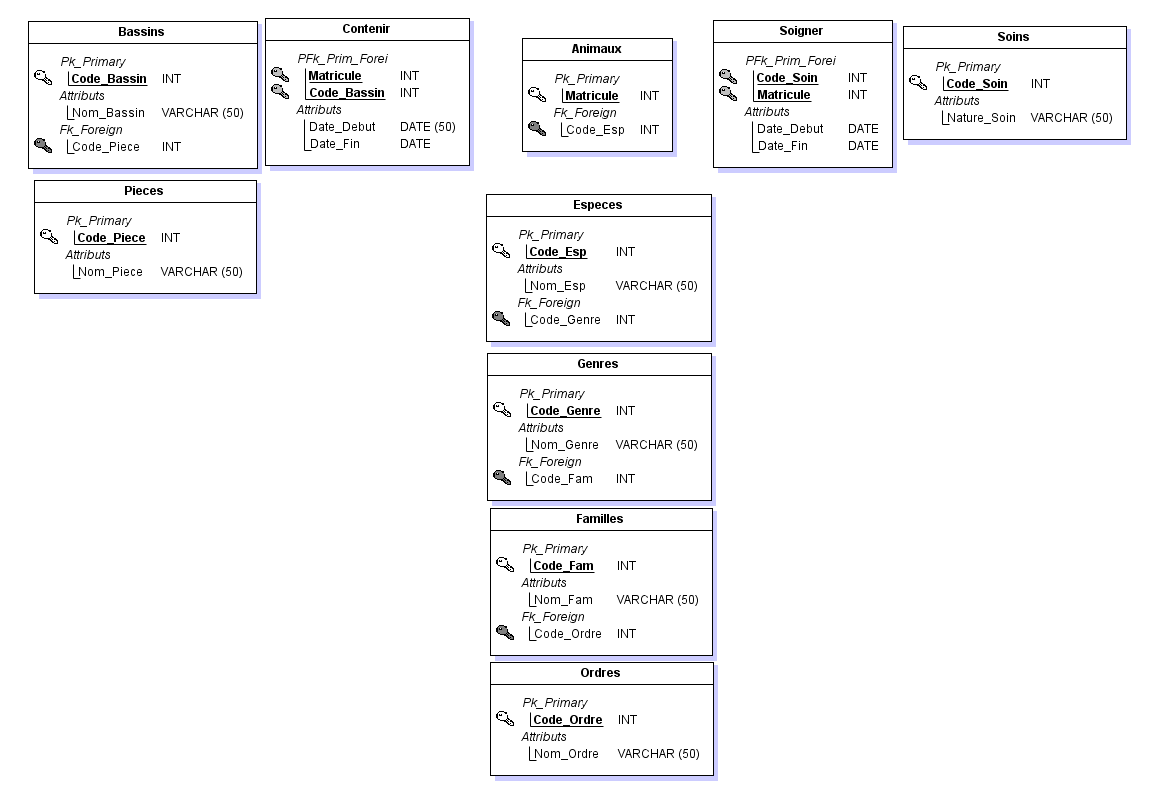 Bassins
Pk_Primary
Code_Bassin INT
Attributs
Nom_Bassin VARCHAR (50)
Fk_Foreign
Code_Piece INT
Contenir
PFk_Prim_Forei
Matricule INT
Code_Bassin INT
Attributs
Date_Debut DATE (50)
Date_Fin DATE
Animaux
Pk_Primary
Matricule INT
Fk_Foreign
Code_Esp INT
Soigner
PFk_Prim_Forei
Code_Soin INT
Matricule INT
Attributs
Date_Debut DATE
Date_Fin DATE
Soins
Pk_Primary
Code_Soin INT
Attributs
Nature_Soin VARCHAR (50)
Pieces
Pk_Primary
Code_Piece INT
Attributs
Nom_Piece VARCHAR (50)
Especes
Pk_Primary
Code_Esp INT
Attributs
Nom_Esp VARCHAR (50)
Fk_Foreign
Code_Genre INT
Genres
Pk_Primary
Code_Genre INT
Attributs
Nom_Genre VARCHAR (50)
Fk_Foreign
Code_Fam INT
Familles
Pk_Primary
Code_Fam INT
Attributs
Nom_Fam VARCHAR (50)
Fk_Foreign
Code_Ordre INT
Ordres
Pk_Primary
Code_Ordre INT
Attributs
Nom_Ordre VARCHAR (50)